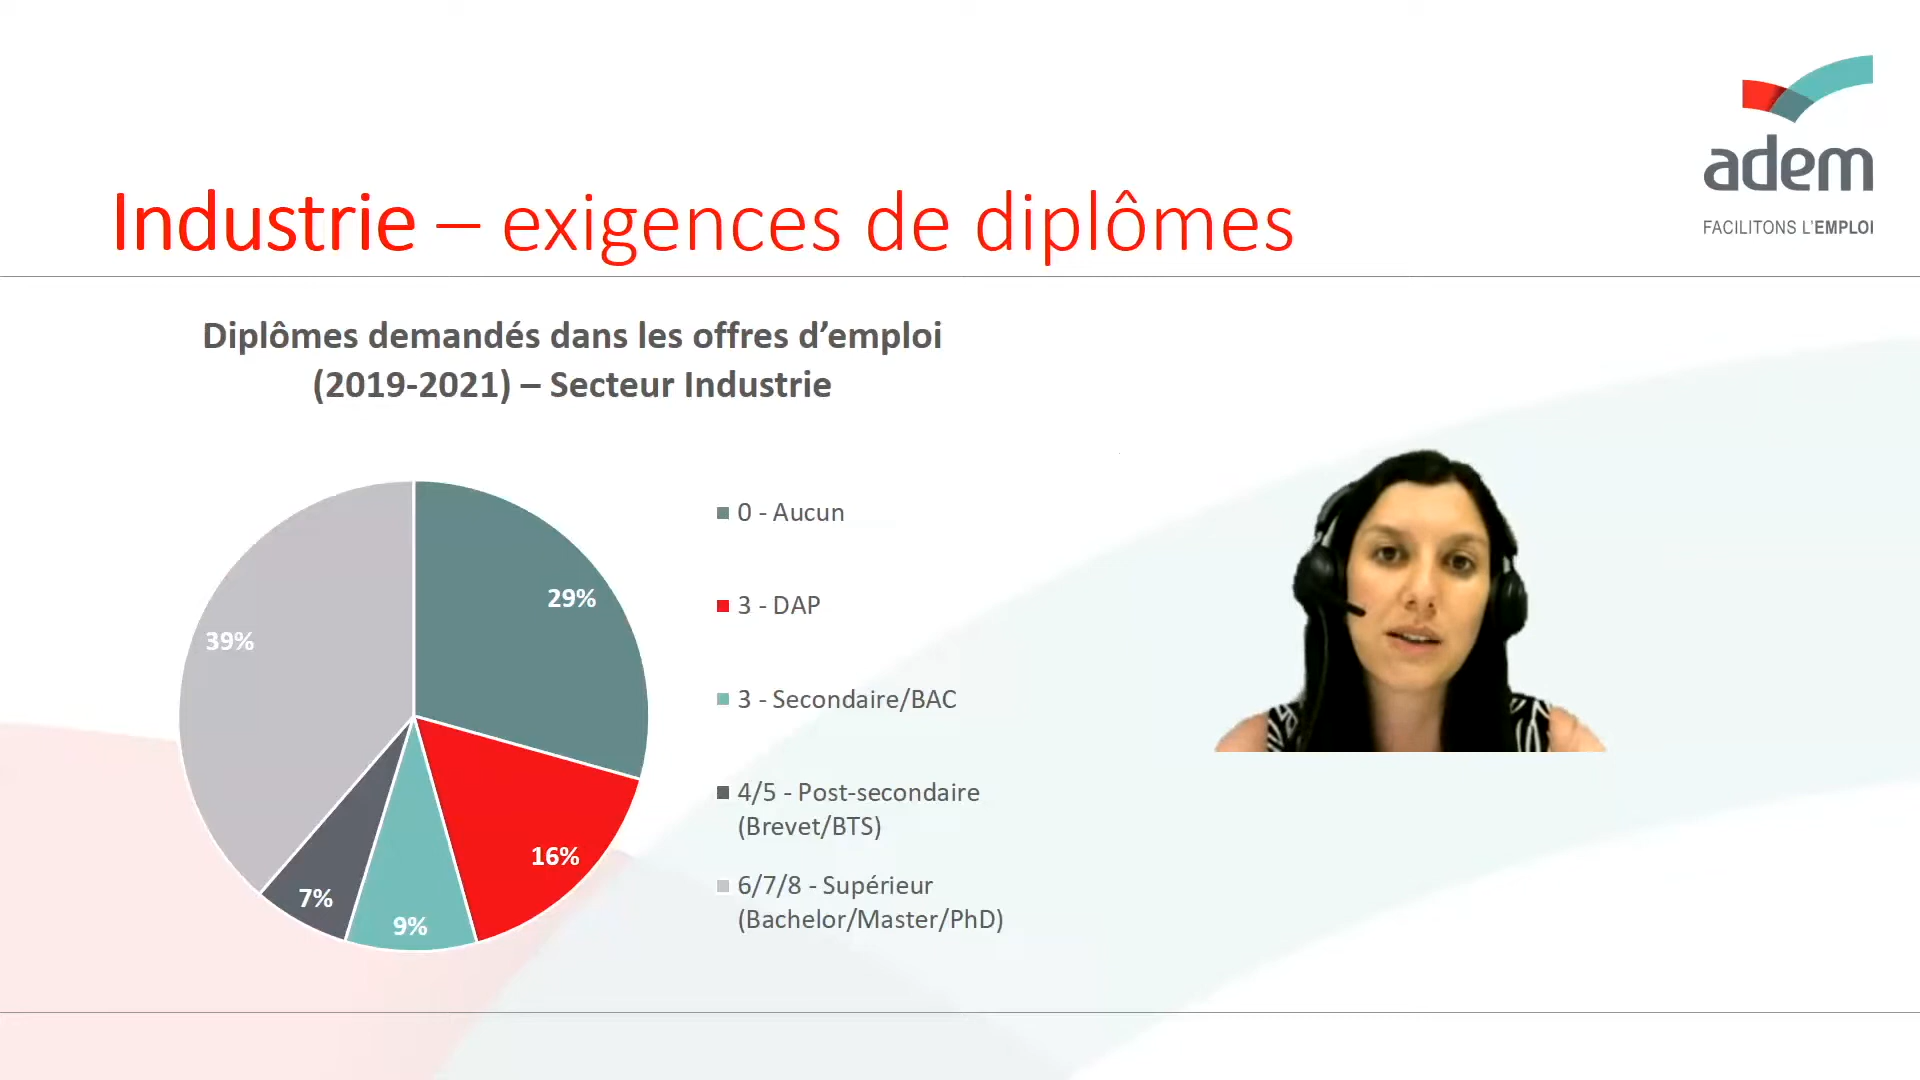 adem
FACILITONS L'EMPLOI
Industrie – exigences de diplômes
Diplômes demandés dans les offres d’emploi
(2019-2021) – Secteur Industrie
29%
16%
9%
7%
39%
0 - Aucun
3 - DAP
3 - Secondaire/BAC
4/5 - Post-secondaire
(Brevet/BTS)
6/7/8 - Supérieur
(Bachelor/Master/PhD)